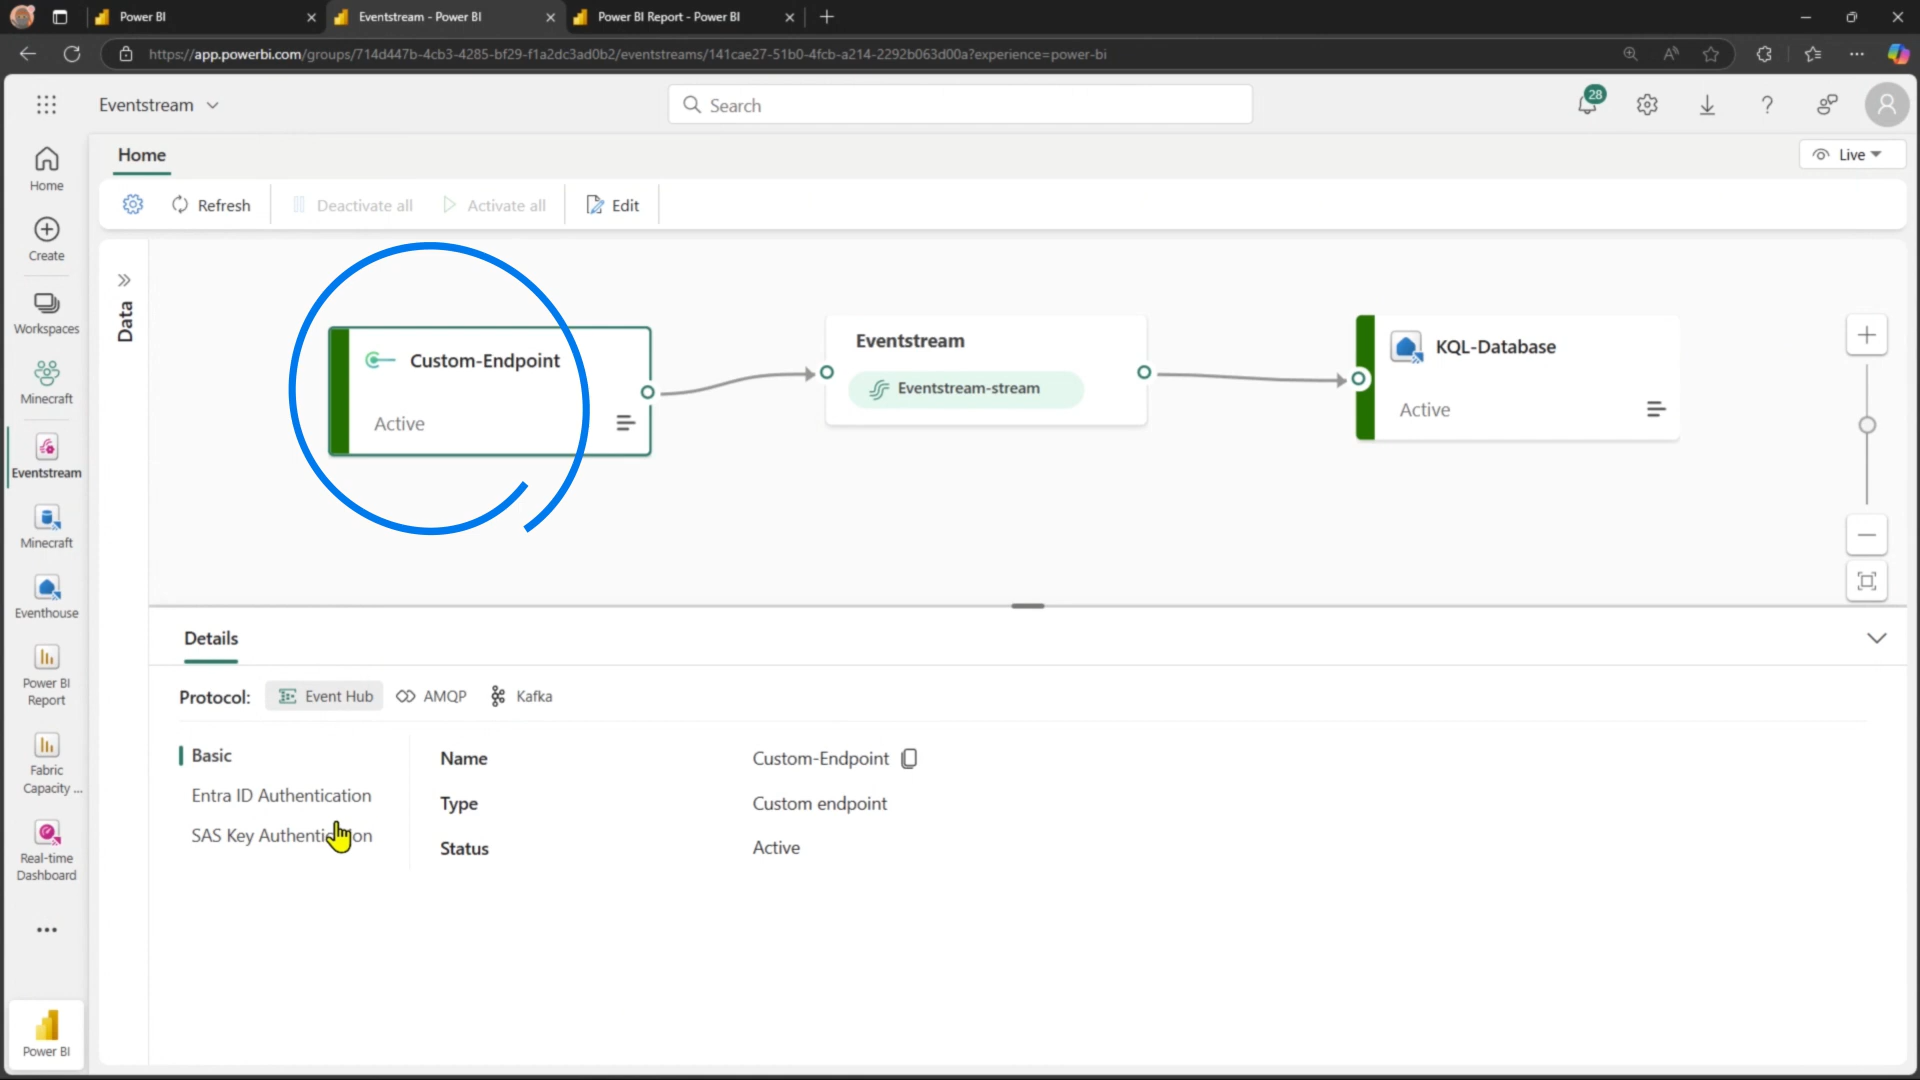 Power BI
Eventstream - Power BI
Power BI Report - Power BI
https://app.powerbi.com/groups/714d447b-4cb3-4285-bf29-f1a2dc3ad0b2/eventstreams/141cae27-51b0-4fcb-a214-2292b063d00a?experience=power-bi
Eventstream
Search
28
Home
Live
Refresh
Deactivate all
Activate all
Edit
Home
Create
Workspaces
Minecraft
Eventstream
Minecraft
Eventhouse
Power BI
Report
Fabric
Capacity ...
Real-time
Dashboard
Power BI
Data
Custom-Endpoint
Active
Eventstream
Eventstream-stream
KQL-Database
Active
Details
Protocol:
Event Hub
AMQP
Kafka
Basic
Entra ID Authentication
SAS Key Authentication
Name
Custom-Endpoint
Type
Custom endpoint
Status
Active